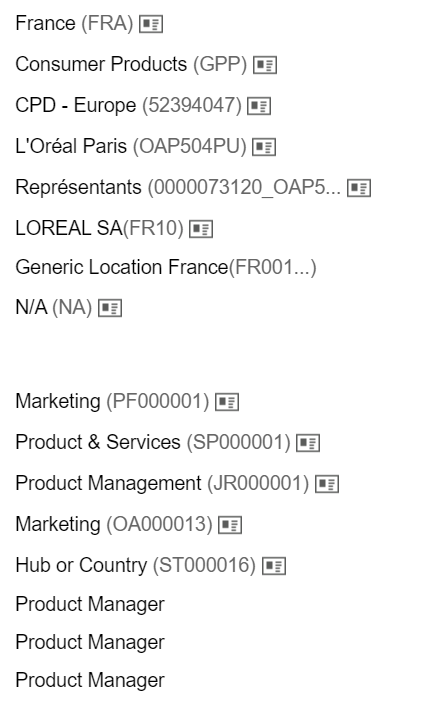 France (FRA)
Consumer Products (GPP)
CPD - Europe (52394047)
L'Oréal Paris (OAP504PU)
Représentants (0000073120_OAP5...
LOREAL SA(FR10)
Generic Location France(FR001...)
N/A (NA)
Marketing (PF000001)
Product & Services (SP000001)
Product Management (JR000001)
Marketing (OA000013)
Hub or Country (ST000016)
Product Manager
Product Manager
Product Manager